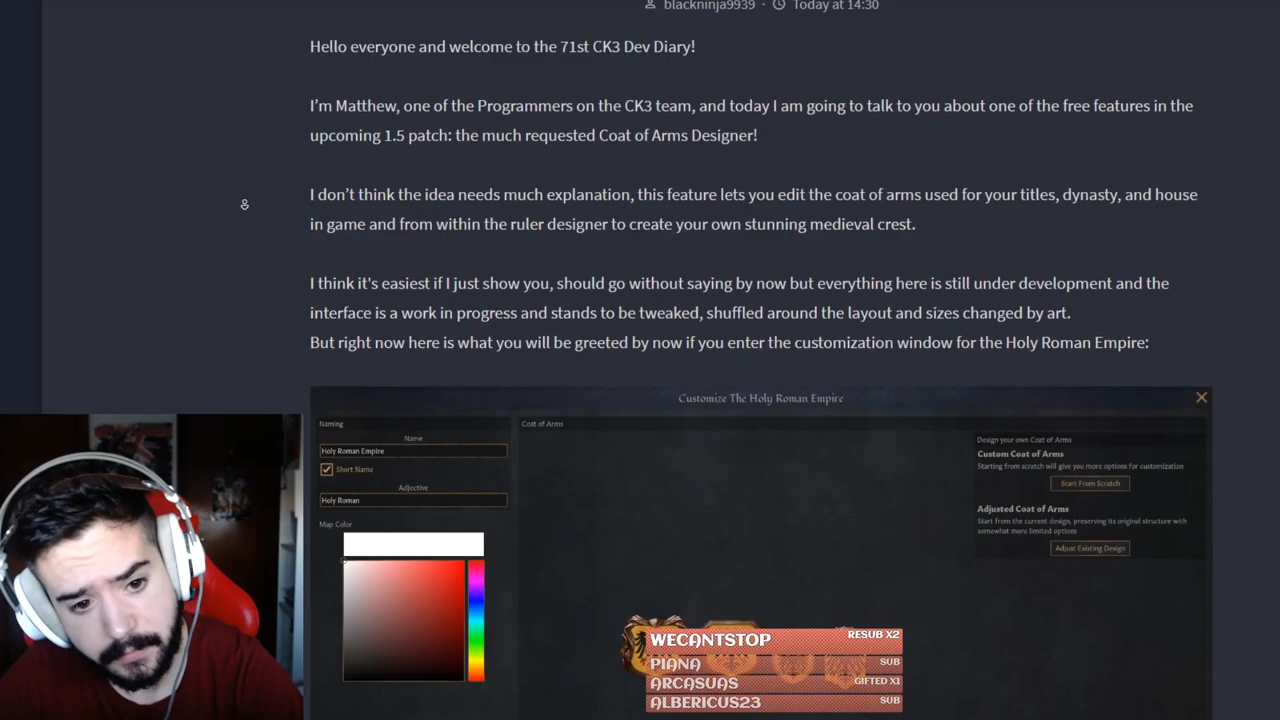 blackninja9939 · Today at 14:30
Hello everyone and welcome to the 71st CK3 Dev Diary!
I’m Matthew, one of the Programmers on the CK3 team, and today I am going to talk to you about one of the free features in the
upcoming 1.5 patch: the much requested Coat of Arms Designer!
I don’t think the idea needs much explanation, this feature lets you edit the coat of arms used for your titles, dynasty, and house
in game and from within the ruler designer to create your own stunning medieval crest.
I think it's easiest if I just show you, should go without saying by now but everything here is still under development and the
interface is a work in progress and stands to be tweaked, shuffled around the layout and sizes changed by art.
But right now here is what you will be greeted by now if you enter the customization window for the Holy Roman Empire:
Customize The Holy Roman Empire
Naming
Name
Holy Roman Empire
Short Name
Adjective
Holy Roman
Map Color
Coat of Arms
Design your own Coat of Arms
Custom Coat of Arms
Starting from scratch will give you more options for customization
Start From Scratch
Adjusted Coat of Arms
Start from the current design, preserving its original structure with
somewhat more limited options
Adjust Existing Design
WECANTSTOP RESUB X2
PIANA SUB
ARCASUAS GIFTED X1
ALBERICUS23 SUB